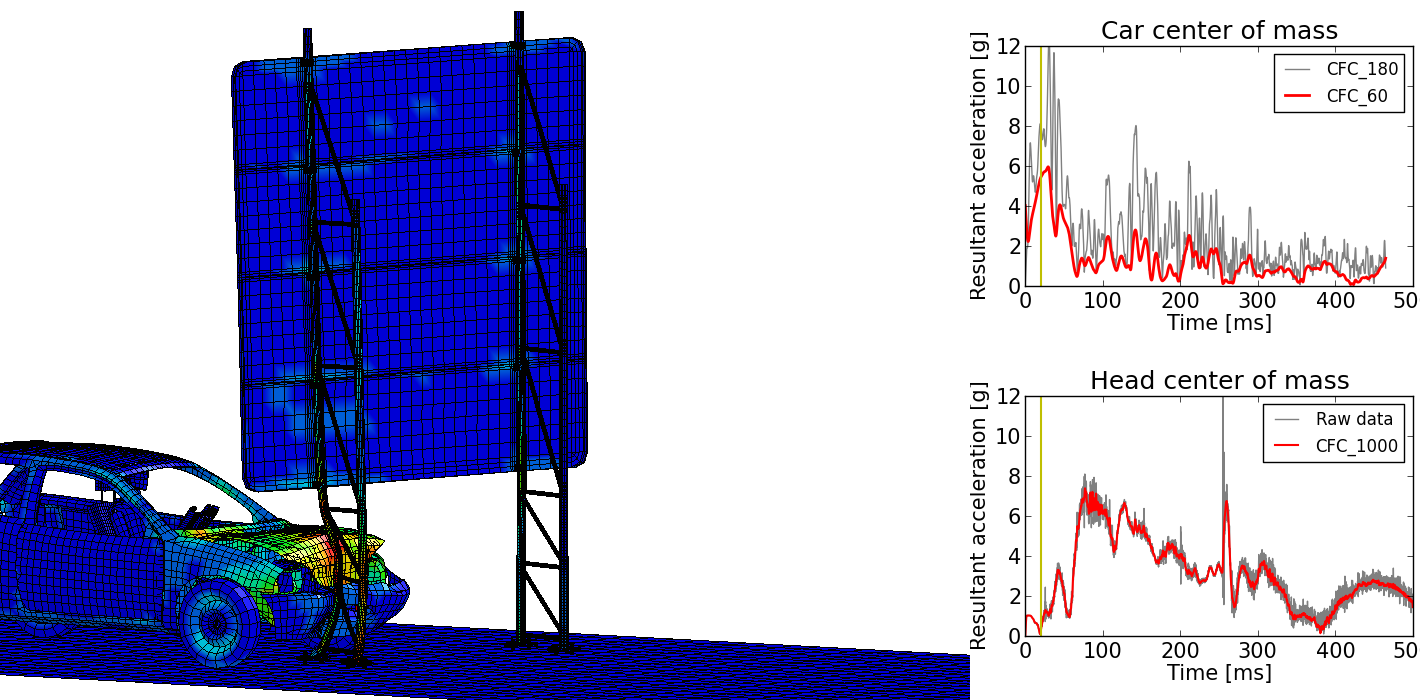 Car center of mass
Resultant acceleration [g]
12
10
8
6
4
2
0
CFC_180
CFC_60
0 100 200 300 400 50
Time [ms]
Head center of mass
Resultant acceleration [g]
12
10
8
6
4
2
0
Raw data
CFC_1000
0 100 200 300 400 50
Time [ms]